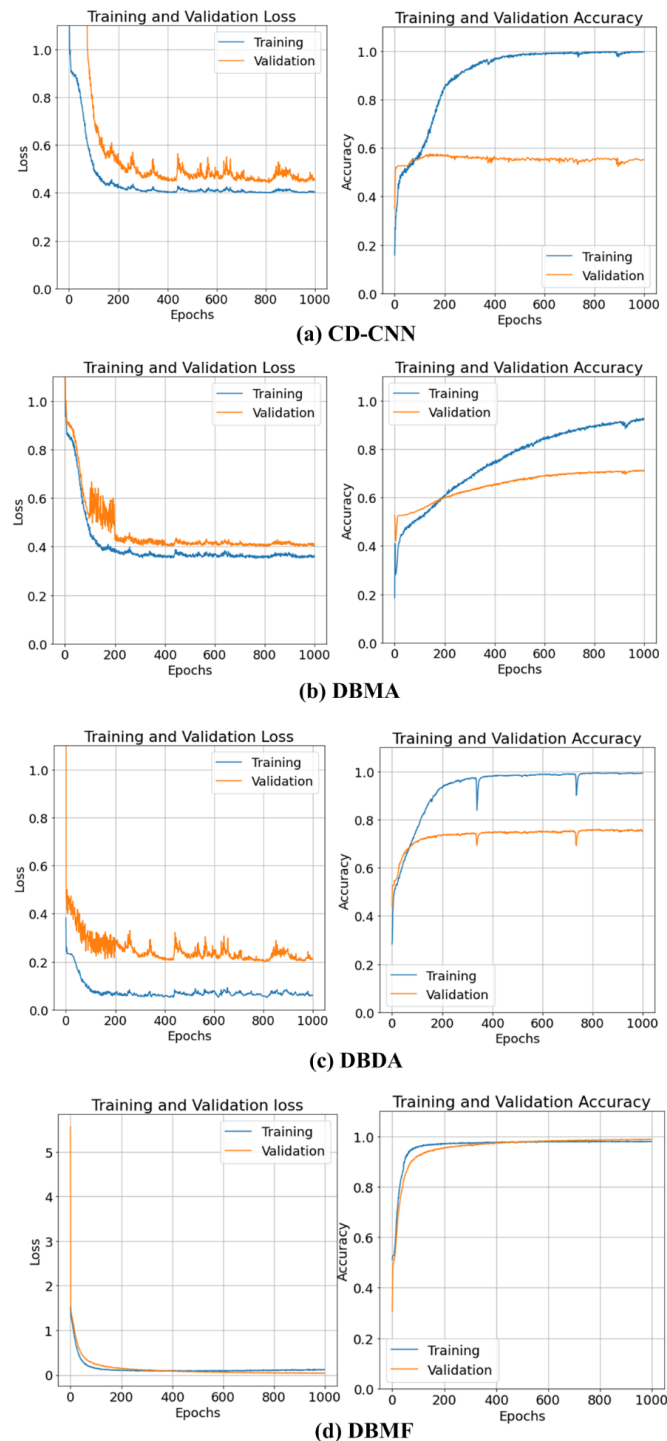 Training and Validation Loss
Training and Validation Accuracy
1.0
0.8
0.6
0.4
0.2
0.0
Loss
Training
Validation
0 200 400 600 800 1000
Epochs
1.0
0.8
0.6
0.4
0.2
0.0
Accuracy
Training
Validation
0 200 400 600 800 1000
Epochs
(a) CD-CNN
Training and Validation Loss
Training and Validation Accuracy
1.0
0.8
0.6
0.4
0.2
0.0
Loss
Training
Validation
0 200 400 600 800 1000
Epochs
1.0
0.8
0.6
0.4
0.2
0.0
Accuracy
Training
Validation
0 200 400 600 800 1000
Epochs
(b) DBMA
Training and Validation Loss
Training and Validation Accuracy
1.0
0.8
0.6
0.4
0.2
0.0
Loss
Training
Validation
0 200 400 600 800 1000
Epochs
1.0
0.8
0.6
0.4
0.2
0.0
Accuracy
Training
Validation
0 200 400 600 800 1000
Epochs
(c) DBDA
Training and Validation loss
Training and Validation Accuracy
5
4
3
2
1
0
Loss
Training
Validation
0 200 400 600 800 1000
Epochs
1.0
0.8
0.6
0.4
0.2
0.0
Accuracy
Training
Validation
0 200 400 600 800 1000
Epochs
(d) DBMF